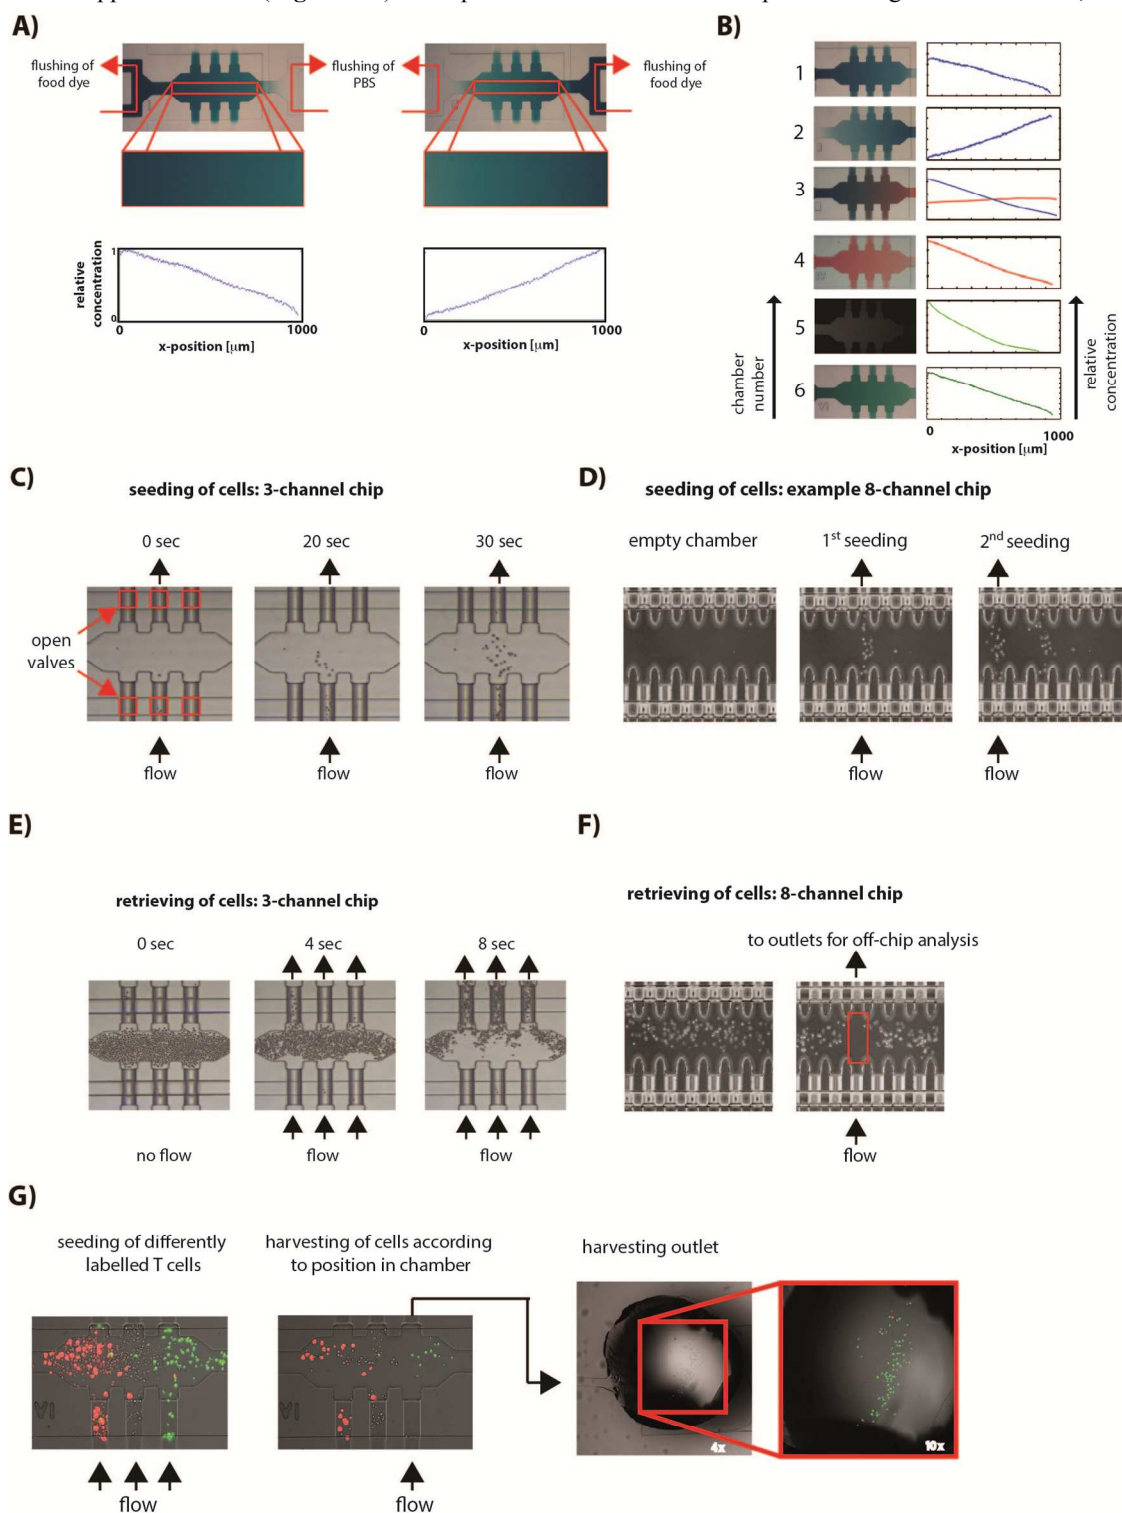 A)
flushing of
food dye
flushing of
PBS
flushing of
food dye
relative
concentration
1
0
0
1000
x-position [μm]
0
1000
x-position [μm]
B)
1
2
3
4
5
6
chamber
number
relative
concentration
0
1000
x-position [μm]
C)
seeding of cells: 3-channel chip
0 sec
20 sec
30 sec
open
valves
flow
flow
flow
D)
seeding of cells: example 8-channel chip
empty chamber
1st seeding
2nd seeding
flow
flow
E)
retrieving of cells: 3-channel chip
0 sec
4 sec
8 sec
no flow
flow
flow
F)
retrieving of cells: 8-channel chip
to outlets for off-chip analysis
flow
G)
seeding of differently
labelled T cells
harvesting of cells according
to position in chamber
harvesting outlet
4x
10x
flow
flow